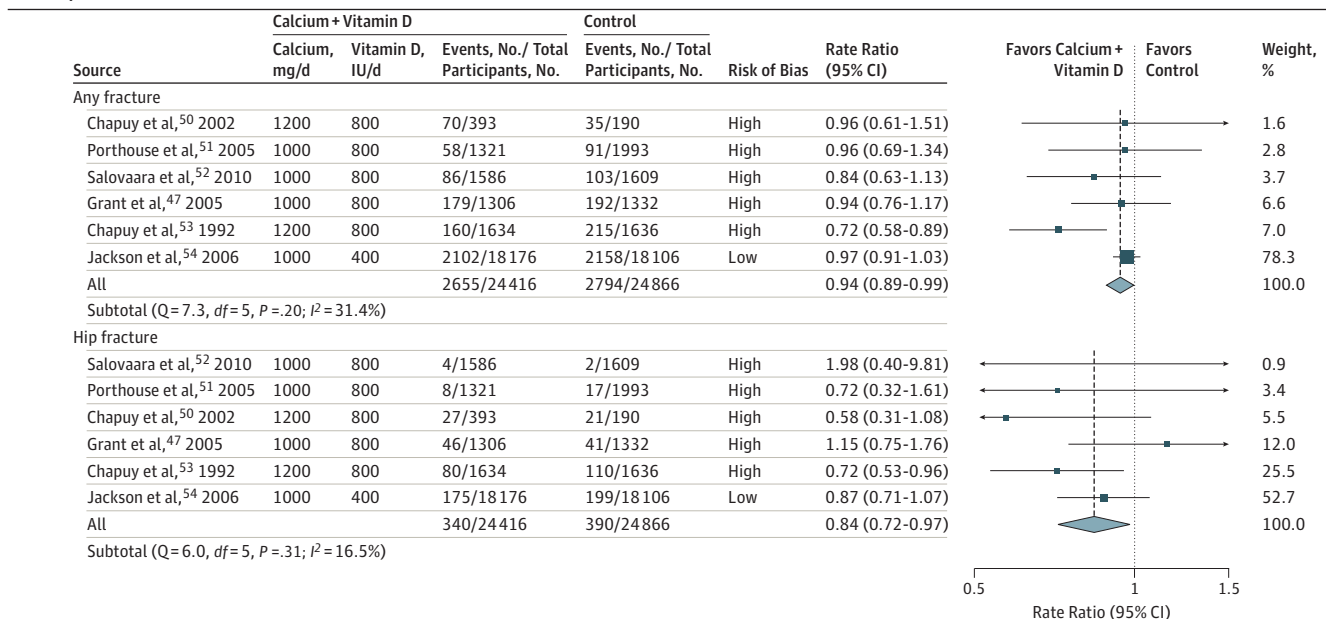 Calcium + Vitamin D Control
Source Calcium, mg/d Vitamin D, IU/d Events, No./ Total Participants, No. Events, No./ Total Participants, No. Risk of Bias Rate Ratio (95% CI) Favors Calcium + Vitamin D Favors Control Weight, %
Any fracture
Chapuy et al,50 2002 1200 800 70/393 35/190 High 0.96 (0.61-1.51) 1.6
Porthouse et al,51 2005 1000 800 58/1321 91/1993 High 0.96 (0.69-1.34) 2.8
Salovaara et al,52 2010 1000 800 86/1586 103/1609 High 0.84 (0.63-1.13) 3.7
Grant et al,47 2005 1000 800 179/1306 192/1332 High 0.94 (0.76-1.17) 6.6
Chapuy et al,53 1992 1200 800 160/1634 215/1636 High 0.72 (0.58-0.89) 7.0
Jackson et al,54 2006 1000 400 2102/18 176 2158/18 106 Low 0.97 (0.91-1.03) 78.3
All 2655/24 416 2794/24 866 0.94 (0.89-0.99) 100.0
Subtotal (Q = 7.3, df = 5, P =.20; I2 = 31.4%)
Hip fracture
Salovaara et al,52 2010 1000 800 4/1586 2/1609 High 1.98 (0.40-9.81) 0.9
Porthouse et al,51 2005 1000 800 8/1321 17/1993 High 0.72 (0.32-1.61) 3.4
Chapuy et al,50 2002 1200 800 27/393 21/190 High 0.58 (0.31-1.08) 5.5
Grant et al,47 2005 1000 800 46/1306 41/1332 High 1.15 (0.75-1.76) 12.0
Chapuy et al,53 1992 1200 800 80/1634 110/1636 High 0.72 (0.53-0.96) 25.5
Jackson et al,54 2006 1000 400 175/18 176 199/18 106 Low 0.87 (0.71-1.07) 52.7
All 340/24 416 390/24 866 0.84 (0.72-0.97) 100.0
Subtotal (Q = 6.0, df = 5, P =.31; I2 = 16.5%)
0.5 1 1.5
Rate Ratio (95% CI)